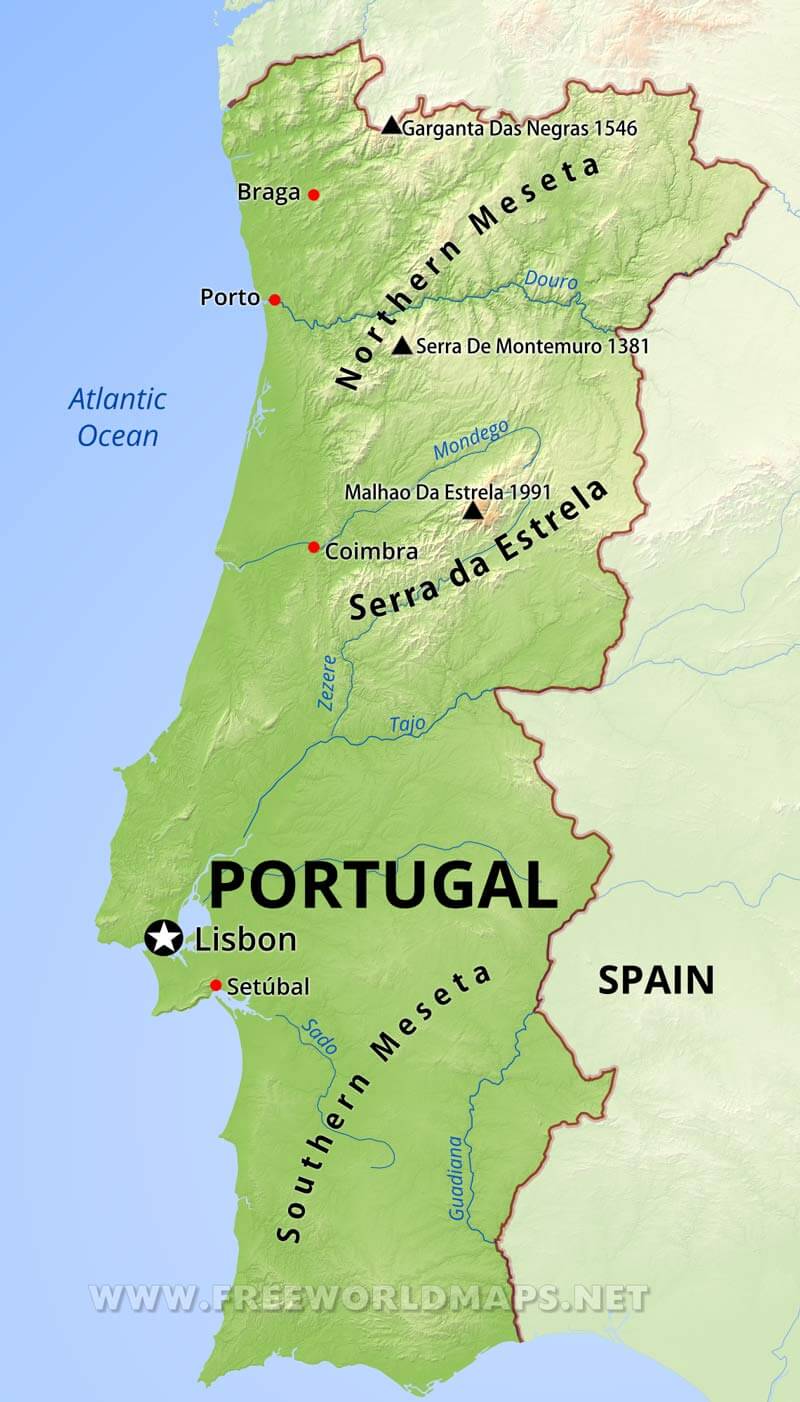 Garganta Das Negras 1546
Braga
Northern Meseta
Douro
Porto
Serra De Montemuro 1381
Atlantic
Ocean
Mondego
Malhao Da Estrela 1991
Serra da Estrela
Coimbra
Zezere
Tajo
PORTUGAL
Lisbon
SPAIN
Setúbal
Southern Meseta
Sado
Guadiana
WWW.FREEWORLDMAPS.NET